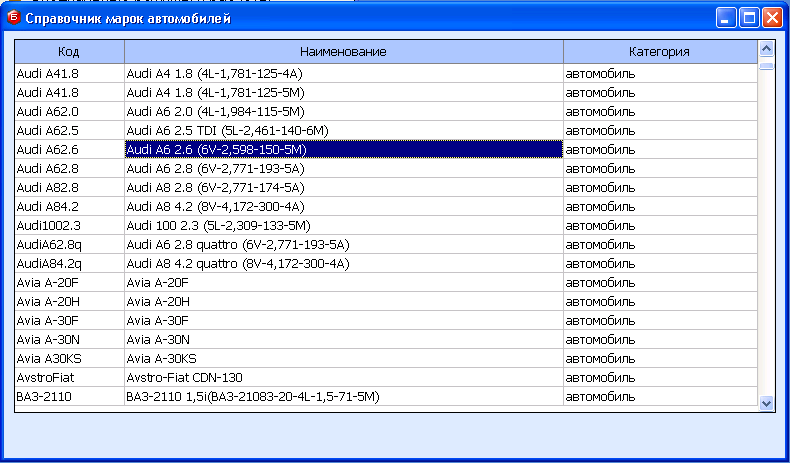 Справочник марок автомобилей
Код Наименование Категория
Audi A41.8 Audi A4 1.8 (4L-1,781-125-4A) автомобиль
Audi A41.8 Audi A4 1.8 (4L-1,781-125-5M) автомобиль
Audi A62.0 Audi A6 2.0 (4L-1,984-115-5M) автомобиль
Audi A62.5 Audi A6 2.5 TDI (5L-2,461-140-6M) автомобиль
Audi A62.6 Audi A6 2.6 (6V-2,598-150-5M) автомобиль
Audi A62.8 Audi A6 2.8 (6V-2,771-193-5A) автомобиль
Audi A82.8 Audi A8 2.8 (6V-2,771-174-5A) автомобиль
Audi A84.2 Audi A8 4.2 (8V-4,172-300-4A) автомобиль
Audi1002.3 Audi 100 2.3 (5L-2,309-133-5M) автомобиль
AudiA62.8q Audi A6 2.8 quattro (6V-2,771-193-5A) автомобиль
AudiA84.2q Audi A8 4.2 quattro (8V-4,172-300-4A) автомобиль
Avia A-20F Avia A-20F автомобиль
Avia A-20H Avia A-20H автомобиль
Avia A-30F Avia A-30F автомобиль
Avia A-30N Avia A-30N автомобиль
Avia A30KS Avia A-30KS автомобиль
AvstroFiat Avstro-Fiat CDN-130 автомобиль
ВАЗ-2110 ВАЗ-2110 1,5i(ВАЗ-21083-20-4L-1,5-71-5M) автомобиль